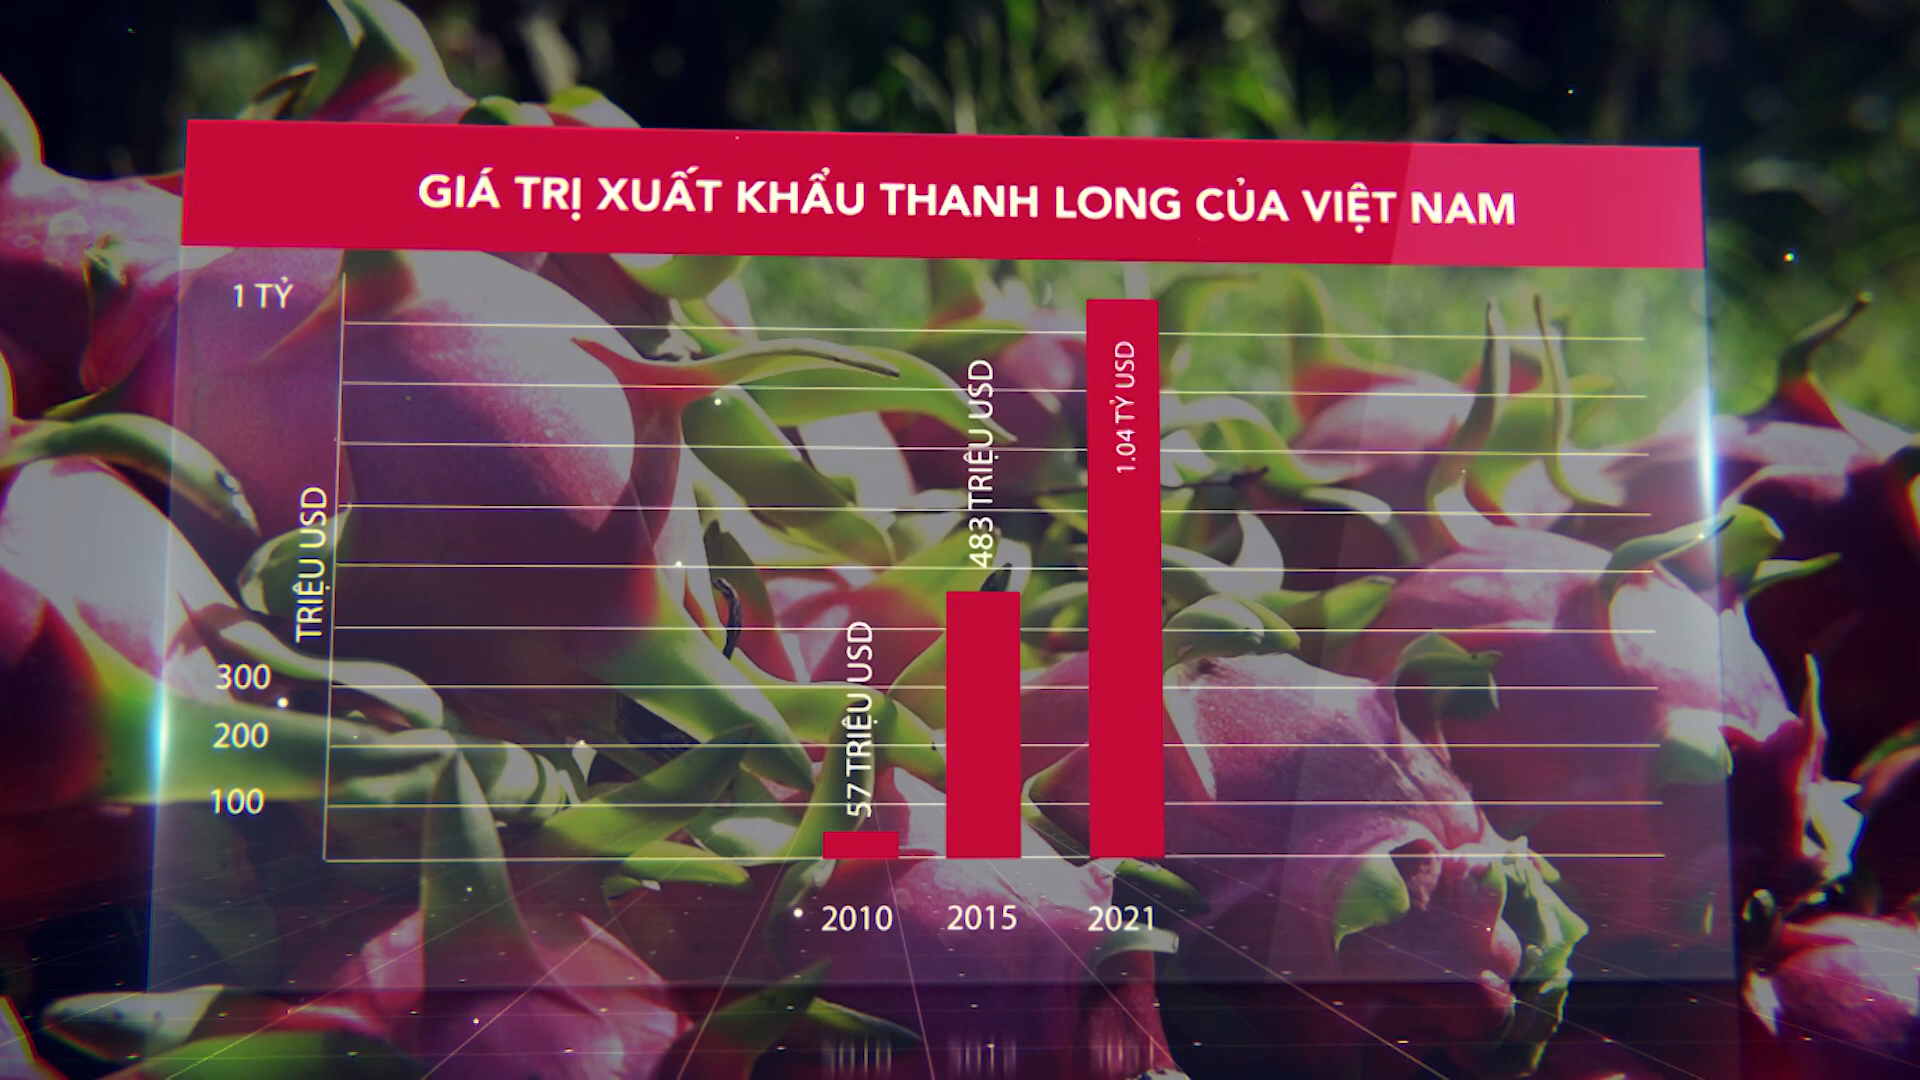 GIÁ TRỊ XUẤT KHẨU THANH LONG CỦA VIỆT NAM
1 TỶ
TRIỆU USD
300
200
100
57 TRIỆU USD
483 TRIỆU USD
1.04 TỶ USD
2010
2015
2021